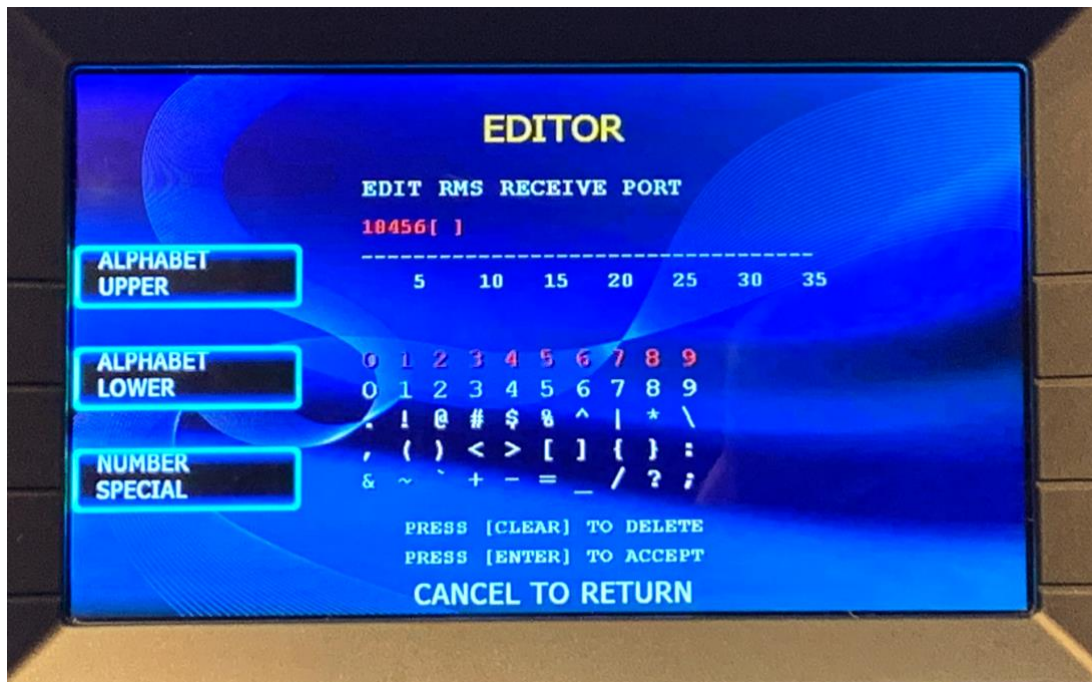 EDITOR
EDIT RMS RECEIVE PORT
18456[ ]
-----------------------------------
5 10 15 20 25 30 35
ALPHABET
UPPER
ALPHABET
LOWER
NUMBER
SPECIAL
0 1 2 3 4 5 6 7 8 9
0 1 2 3 4 5 6 7 8 9
. ! @ # $ % ^ | * \
, ( ) < > [ ] { } :
& ~ ` + - = _ / ? ;
PRESS [CLEAR] TO DELETE
PRESS [ENTER] TO ACCEPT
CANCEL TO RETURN